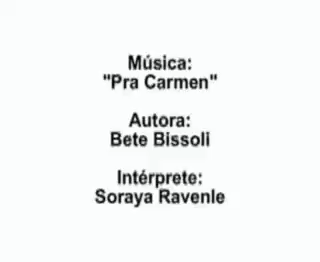 Música:
"Pra Carmen"
Autora:
Bete Bissoli
Intérprete:
Soraya Ravenle